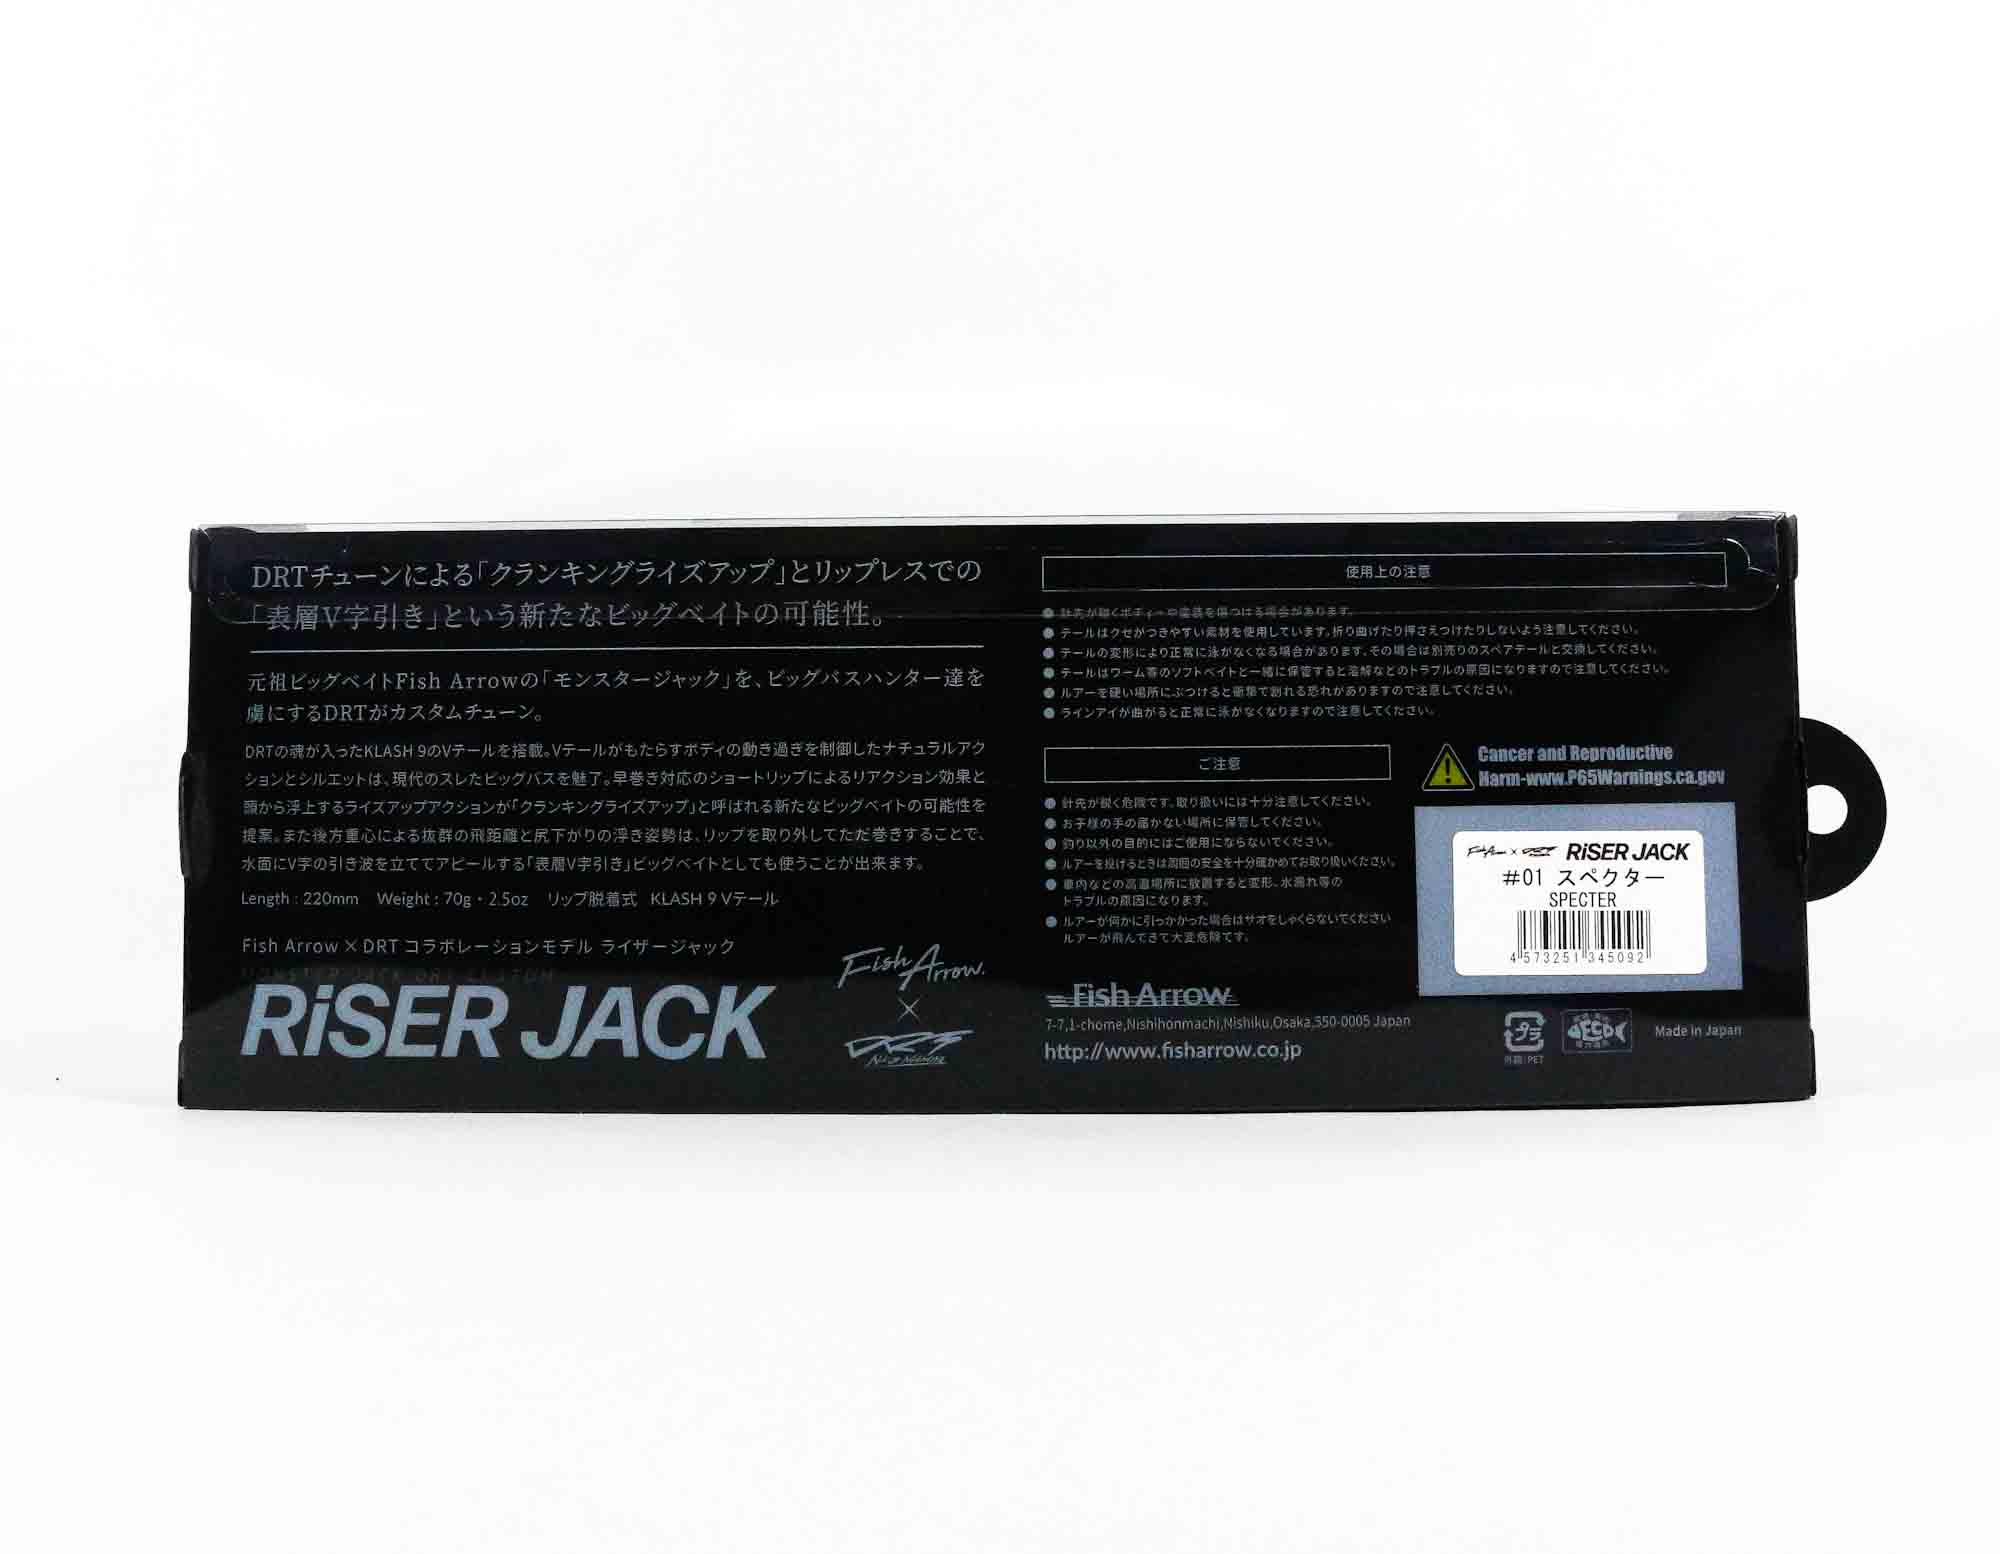 DRTチューンによる「クランキングライズアップ」とリップレスでの
「表層V字引き」という新たなビッグベイトの可能性。
元祖ビッグベイトFish Arrowの「モンスタージャック」を、ビッグバスハンター達を
虜にするDRTがカスタムチューン。
DRTの魂が入ったKLASH 9のVテールを搭載。Vテールがもたらすボディの動き過ぎを制御したナチュラルアク
ションとシルエットは、現代のスレたビッグバスを魅了。早巻き対応のショートリップによるリアクション効果と
頭から浮上するライズアップアクションが「クランキングライズアップ」と呼ばれる新たなビッグベイトの可能性を
提案。また後方重心による抜群の飛距離と尻下がりの浮き姿勢は、リップを取り外してただ巻きすることで、
水面にV字の引き波を立ててアピールする「表層V字引き」ビッグベイトとしても使うことが出来ます。
Length : 220mm Weight : 70g・2.5oz リップ脱着式 KLASH 9 Vテール
Fish Arrow × DRT コラボレーションモデル ライザージャック
MONSTER JACK DRT CUSTOM
RiSER JACK
Fish Arrow.
×
DRT
使用上の注意
● 針先が鋭くボディーや塗装を傷つける場合があります。
● テールはクセがつきやすい素材を使用しています。折り曲げたり押さえつけたりしないよう注意してください。
● テールの変形により正常に泳がなくなる場合があります。その場合は別売りのスペアテールと交換してください。
● テールはワーム等のソフトベイトと一緒に保管すると溶解などのトラブルの原因になりますので注意してください。
● ルアーを硬い場所にぶつけると衝撃で割れる恐れがありますので注意してください。
● ラインアイが曲がると正常に泳がなくなりますので注意してください。
ご注意
● 針先が鋭く危険です。取り扱いには十分注意してください。
● お子様の手の届かない場所に保管してください。
● 釣り以外の目的にはご使用にならないでください。
● ルアーを投げるときは周囲の安全を十分確かめてお取り扱いください。
● 車内などの高温場所に放置すると変形、水漏れ等の
トラブルの原因になります。
● ルアーが何かに引っかかった場合はサオをしゃくらないでください
ルアーが飛んできて大変危険です。
Fish Arrow
7-7,1-chome,Nishihonmachi,Nishiku,Osaka,550-0005 Japan
http://www.fisharrow.co.jp
Cancer and Reproductive
Harm-www.P65Warnings.ca.gov
Fish Arrow × DRT RiSER JACK
#01 スペクター
SPECTER
4 573251 345092
プラ
外箱:PET
FECO
Made in Japan